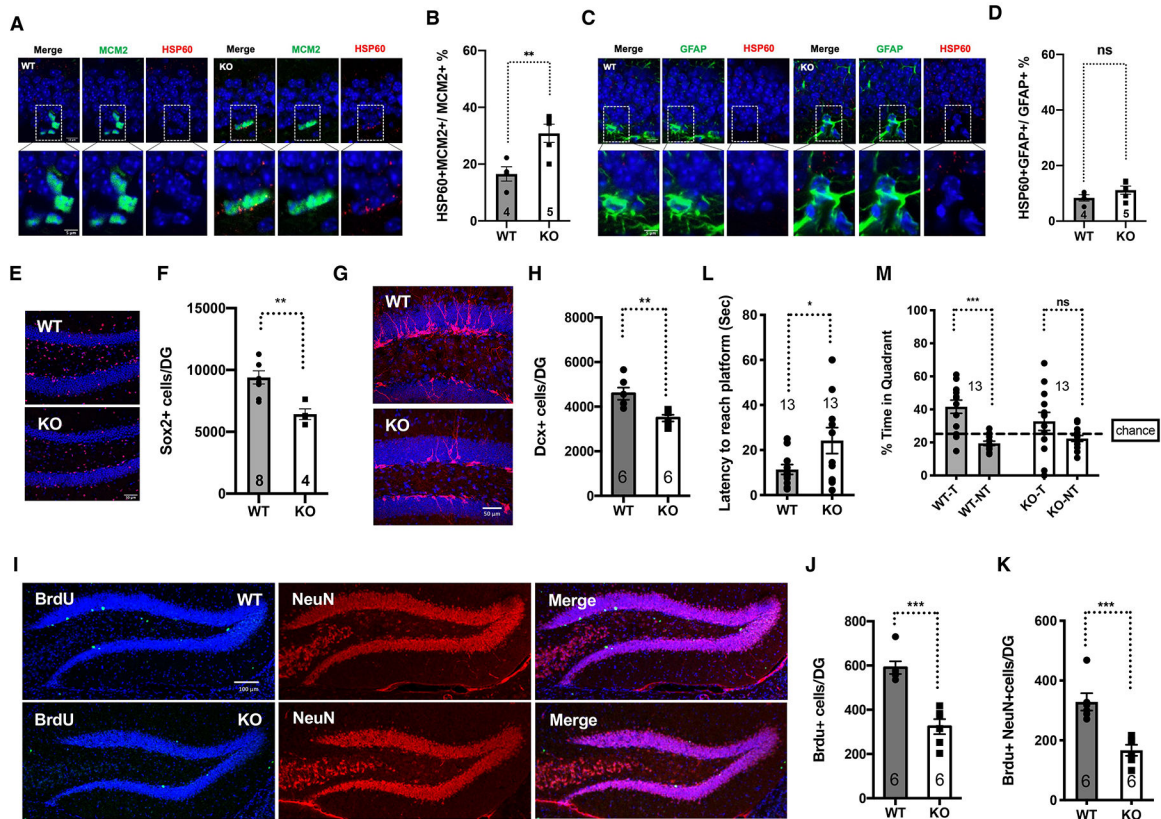 A
Merge MCM2 HSP60 Merge MCM2 HSP60
WT KO
5 µm
B
HSP60+MCM2+/ MCM2+ %
60
40
20
0
**
4 5
WT KO
C
Merge GFAP HSP60 Merge GFAP HSP60
WT KO
D
HSP60+GFAP+/ GFAP+ %
60
40
20
0
ns
4 5
WT KO
E
WT
KO
F
Sox2+ cells/DG
15000
10000
5000
0
**
8 4
WT KO
G
WT
KO
50 µm
H
Dcx+ cells/DG
8000
6000
4000
2000
0
**
6 6
WT KO
L
Latency to reach platform (Sec)
80
60
40
20
0
*
13 13
WT KO
M
% Time in Quadrant
100
80
60
40
20
0
*** ns
13 13
chance
WT-T WT-NT KO-T KO-NT
I
BrdU WT NeuN Merge
100 µm
BrdU KO NeuN Merge
J
Brdu+ cells/DG
800
600
400
200
0
***
6 6
WT KO
K
Brdu+ NeuN+cells/DG
600
400
200
0
***
6 6
WT KO